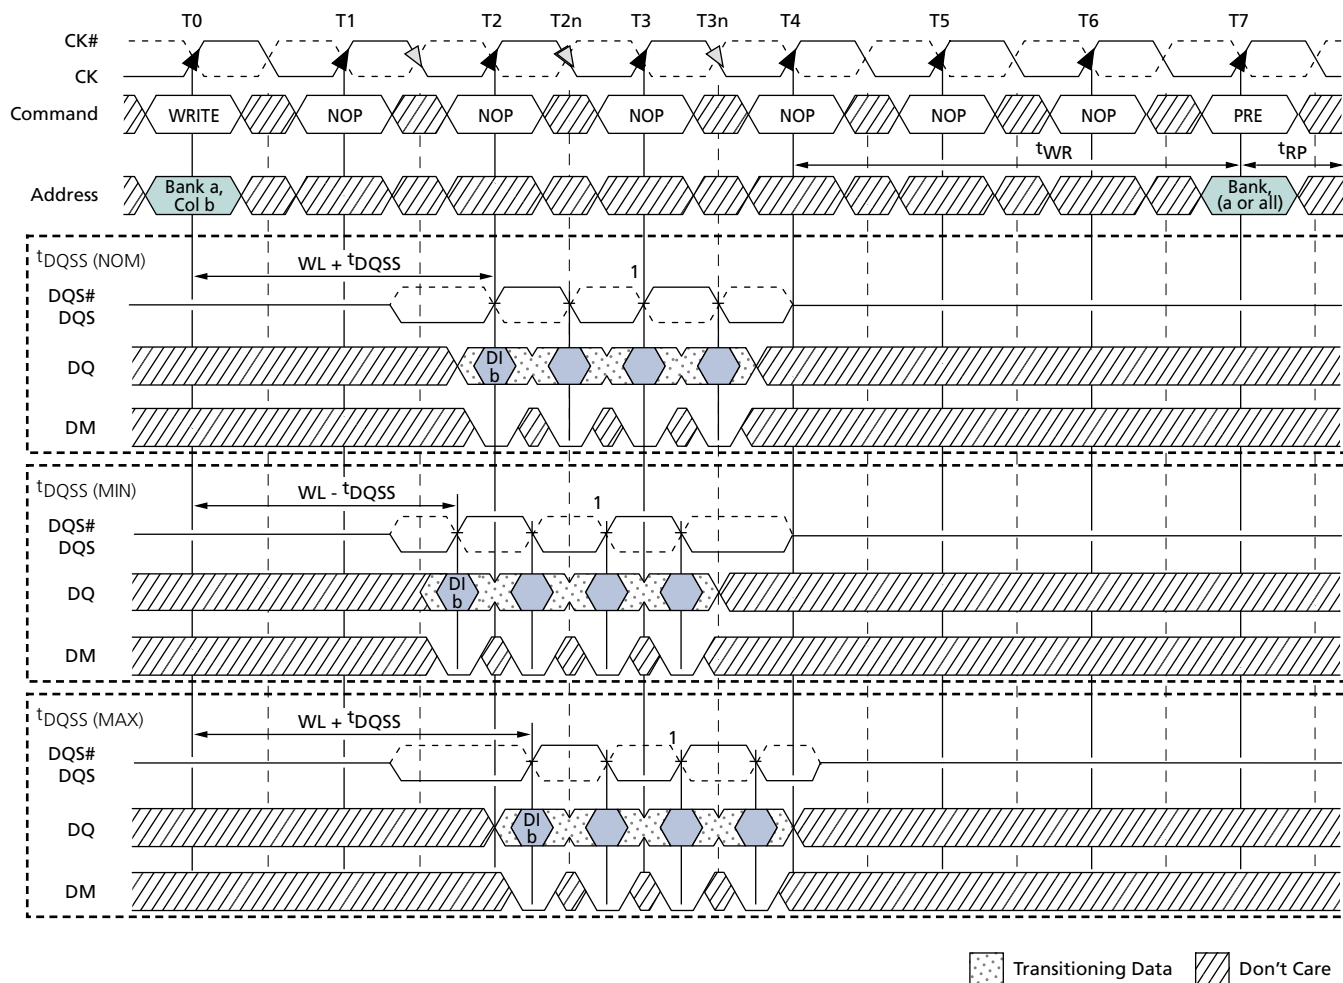 T0 T1 T2 T2n T3 T3n T4 T5 T6 T7
CK#
CK
Command WRITE NOP NOP NOP NOP NOP NOP PRE
tWR tRP
Address Bank a, Col b Bank, (a or all)
tDQSS (NOM)
WL + tDQSS 1
DQS#
DQS
DQ DI b
DM
tDQSS (MIN)
WL - tDQSS 1
DQS#
DQS
DQ DI b
DM
tDQSS (MAX)
WL + tDQSS 1
DQS#
DQS
DQ DI b
DM
Transitioning Data Don't Care